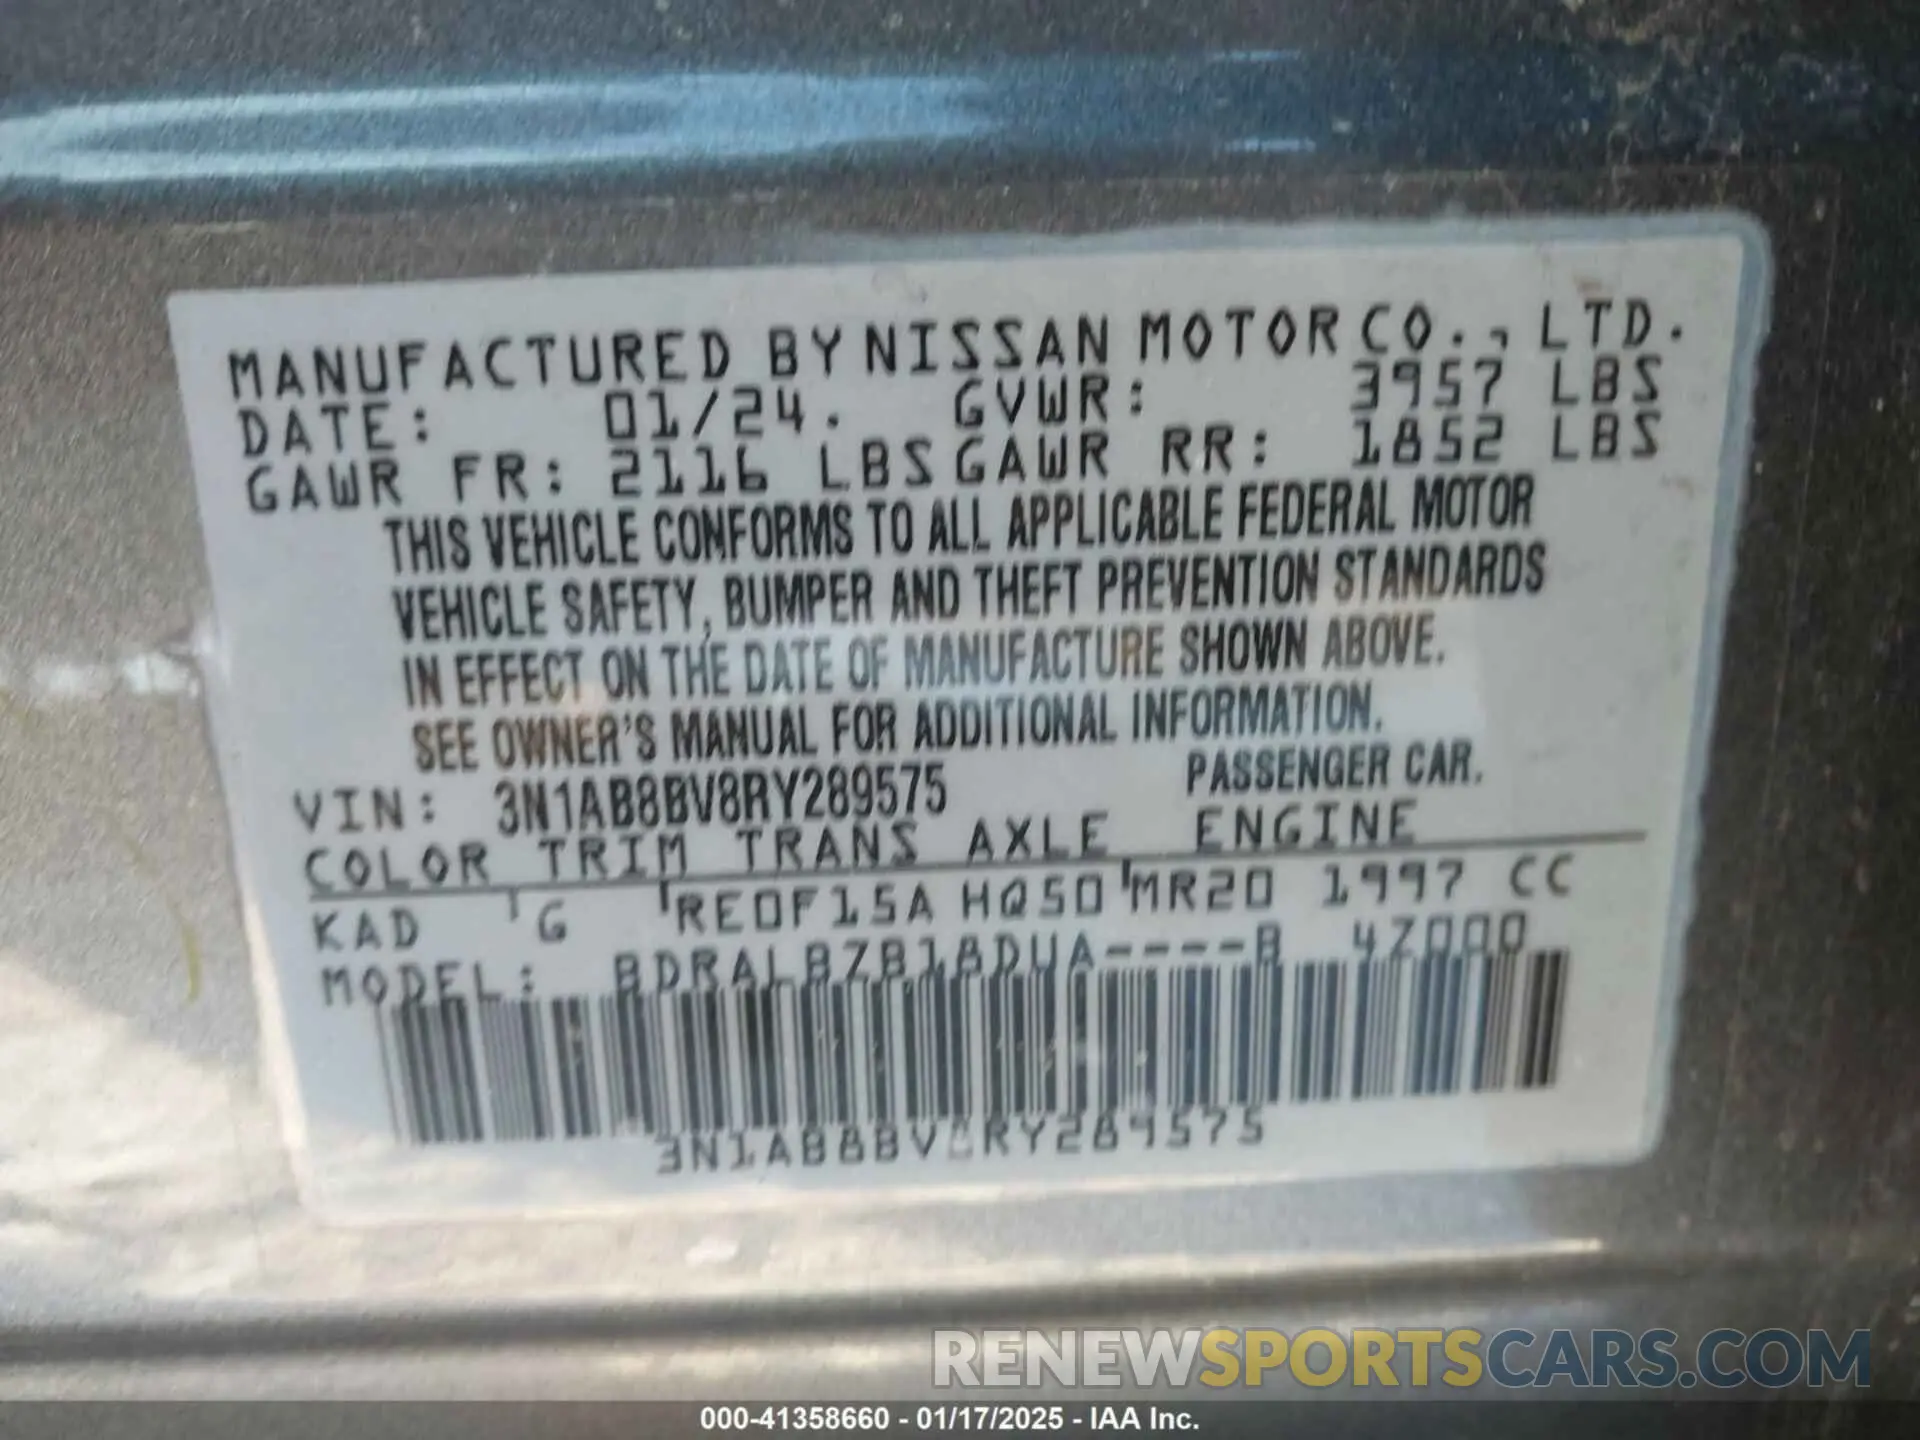 MANUFACTURED BY NISSAN MOTOR CO., LTD.
DATE: 01/24. GVWR: 3957 LBS
GAWR FR: 2116 LBS GAWR RR: 1852 LBS
THIS VEHICLE CONFORMS TO ALL APPLICABLE FEDERAL MOTOR
VEHICLE SAFETY, BUMPER AND THEFT PREVENTION STANDARDS
IN EFFECT ON THE DATE OF MANUFACTURE SHOWN ABOVE.
SEE OWNER'S MANUAL FOR ADDITIONAL INFORMATION.
VIN: 3N1AB8BV8RY289575 PASSENGER CAR.
COLOR TRIM TRANS AXLE ENGINE
KAD G RE0F15A HQ50 MR20 1997 CC
MODEL: BDRALBZB18DUA----B 4Z000
3N1AB8BV8RY289575
RENEWSPORTSCARS.COM
000-41358660 - 01/17/2025 - IAA Inc.